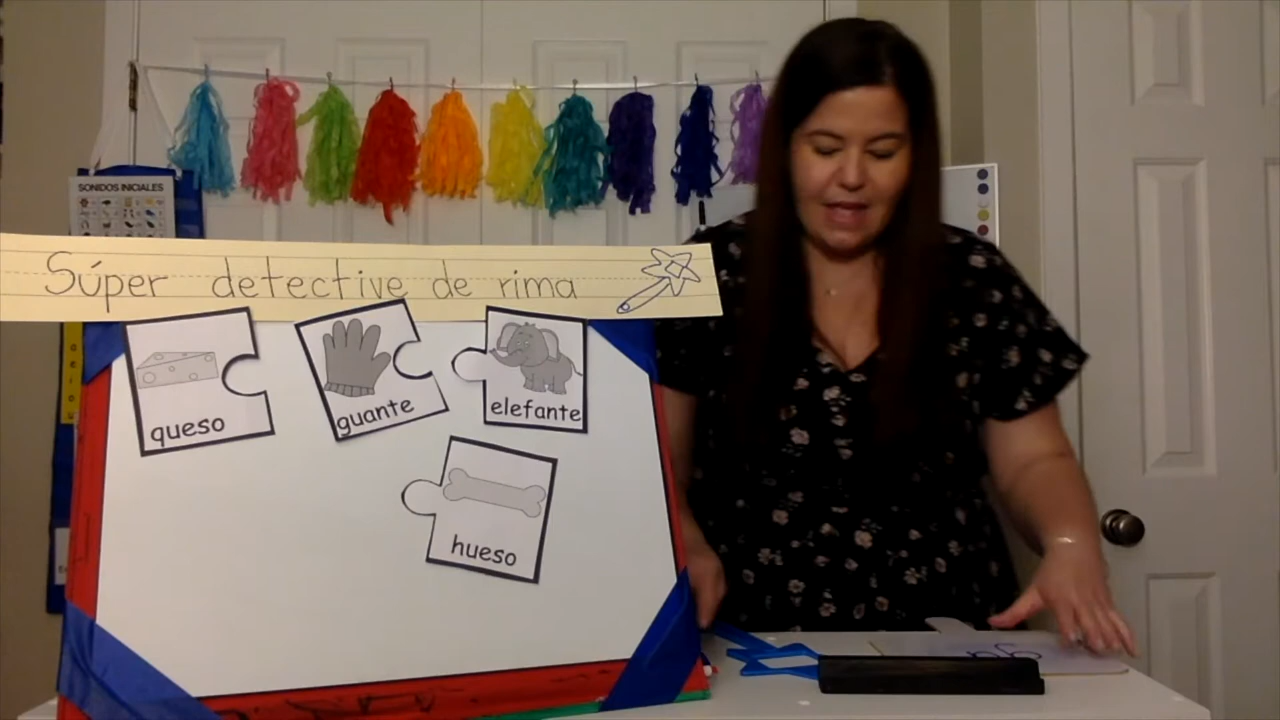 SONIDOS INICIALES
Súper detective de rima
queso
guante
elefante
hueso